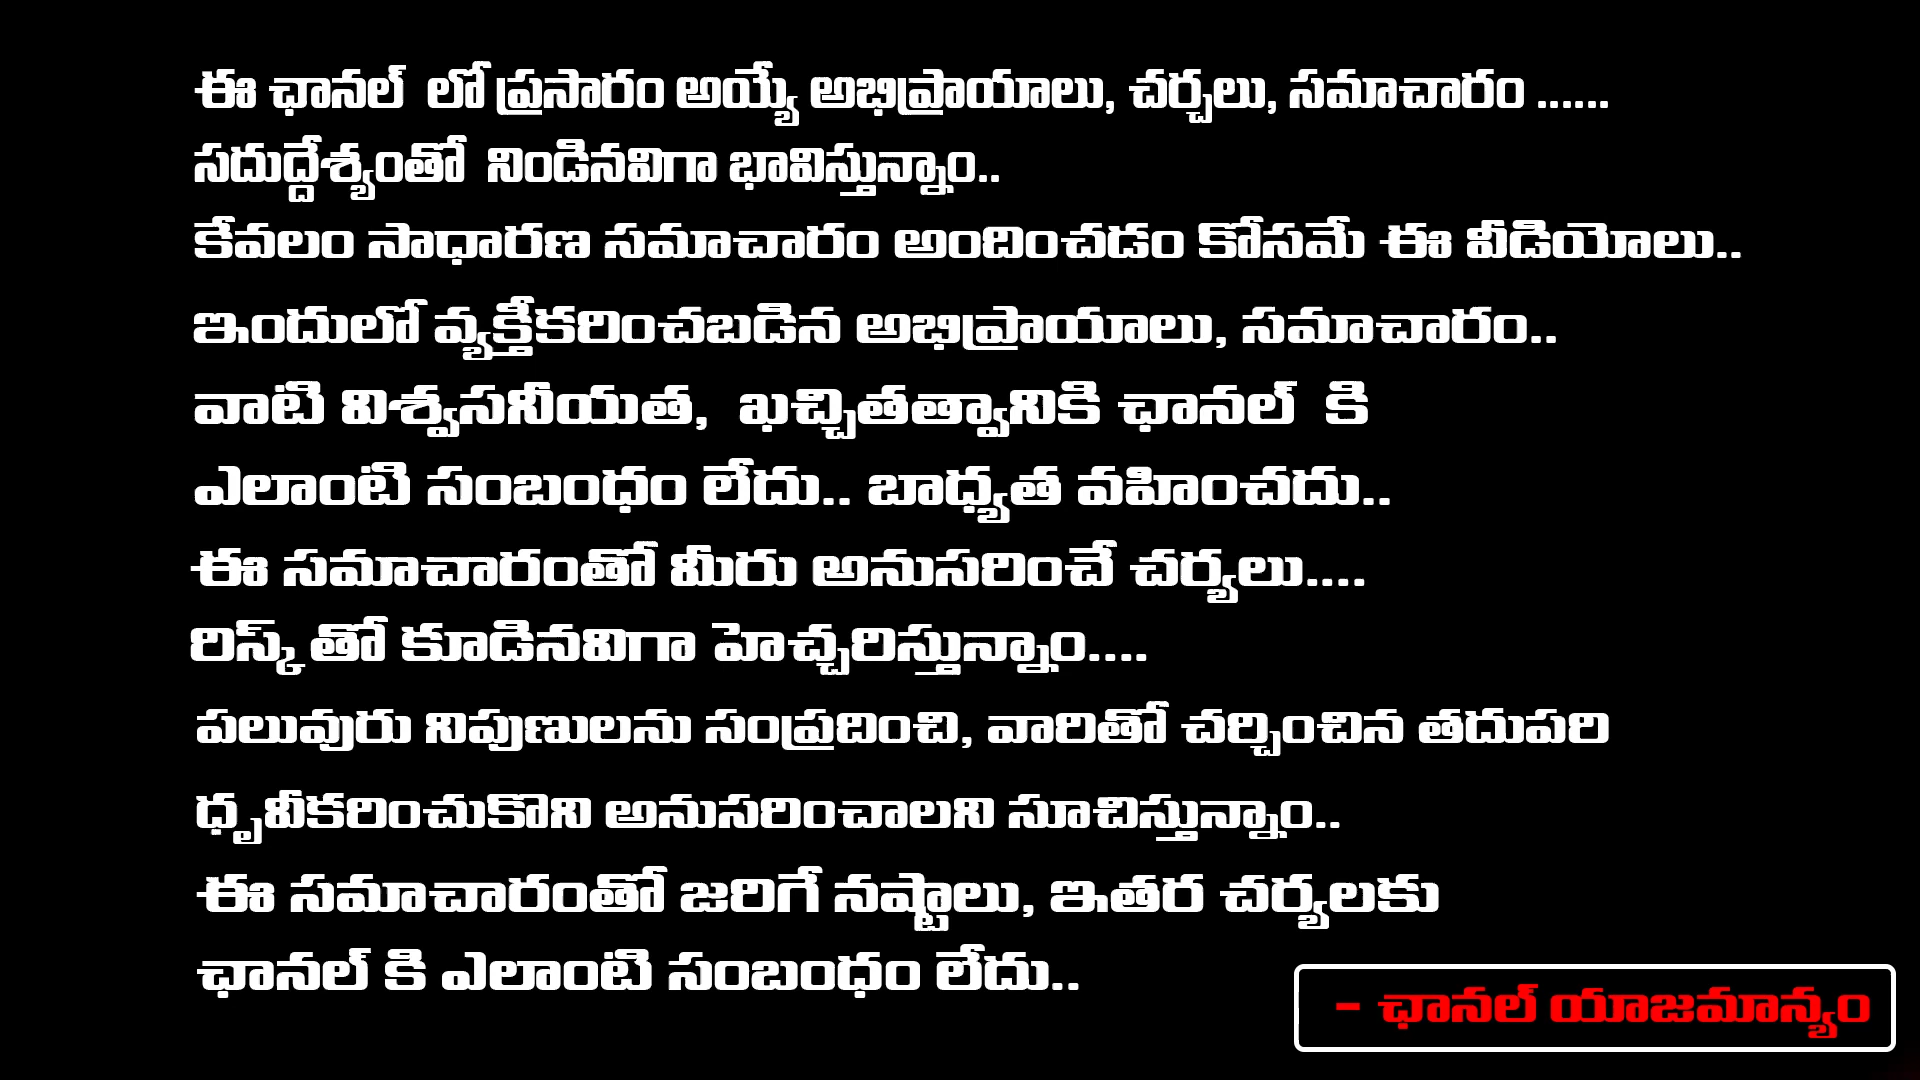 ఈ ఛానల్ లో ప్రసారం అయ్యే అభిప్రాయాలు, చర్చలు, సమాచారం ......
సదుద్దేశ్యంతో నిండినవిగా భావిస్తున్నాం..
కేవలం సాధారణ సమాచారం అందించడం కోసమే ఈ వీడియోలు..
ఇందులో వ్యక్తీకరించబడిన అభిప్రాయాలు, సమాచారం..
వాటి విశ్వసనీయత, ఖచ్చితత్వానికి ఛానల్ కి
ఎలాంటి సంబంధం లేదు.. బాధ్యత వహించదు..
ఈ సమాచారంతో మీరు అనుసరించే చర్యలు....
రిస్క్ తో కూడినవిగా హెచ్చరిస్తున్నాం....
పలువురు నిపుణులను సంప్రదించి, వారితో చర్చించిన తదుపరి
ధృవీకరించుకొని అనుసరించాలని సూచిస్తున్నాం..
ఈ సమాచారంతో జరిగే నష్టాలు, ఇతర చర్యలకు
ఛానల్ కి ఎలాంటి సంబంధం లేదు..
- ఛానల్ యాజమాన్యం